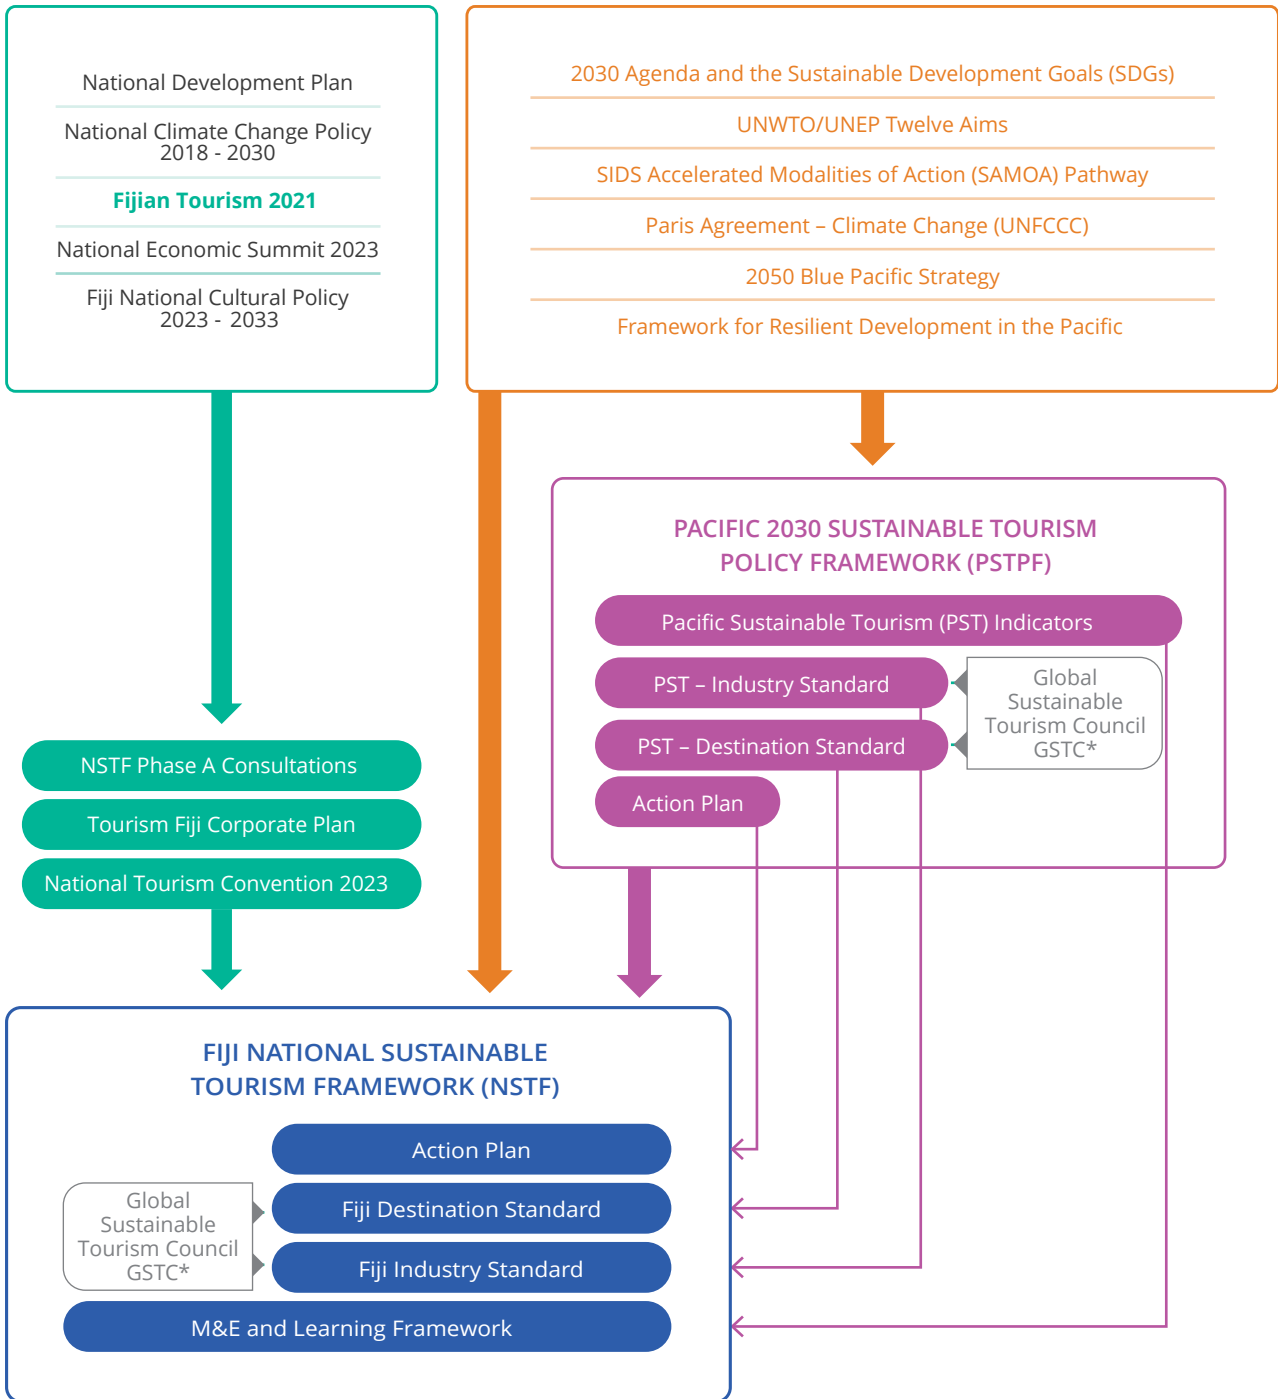 National Development Plan
National Climate Change Policy
2018 - 2030
Fijian Tourism 2021
National Economic Summit 2023
Fiji National Cultural Policy
2023 - 2033
2030 Agenda and the Sustainable Development Goals (SDGs)
UNWTO/UNEP Twelve Aims
SIDS Accelerated Modalities of Action (SAMOA) Pathway
Paris Agreement – Climate Change (UNFCCC)
2050 Blue Pacific Strategy
Framework for Resilient Development in the Pacific
PACIFIC 2030 SUSTAINABLE TOURISM
POLICY FRAMEWORK (PSTPF)
Pacific Sustainable Tourism (PST) Indicators
PST – Industry Standard
PST – Destination Standard
Action Plan
Global
Sustainable
Tourism Council
GSTC*
NSTF Phase A Consultations
Tourism Fiji Corporate Plan
National Tourism Convention 2023
FIJI NATIONAL SUSTAINABLE
TOURISM FRAMEWORK (NSTF)
Action Plan
Fiji Destination Standard
Fiji Industry Standard
Global
Sustainable
Tourism Council
GSTC*
M&E and Learning Framework